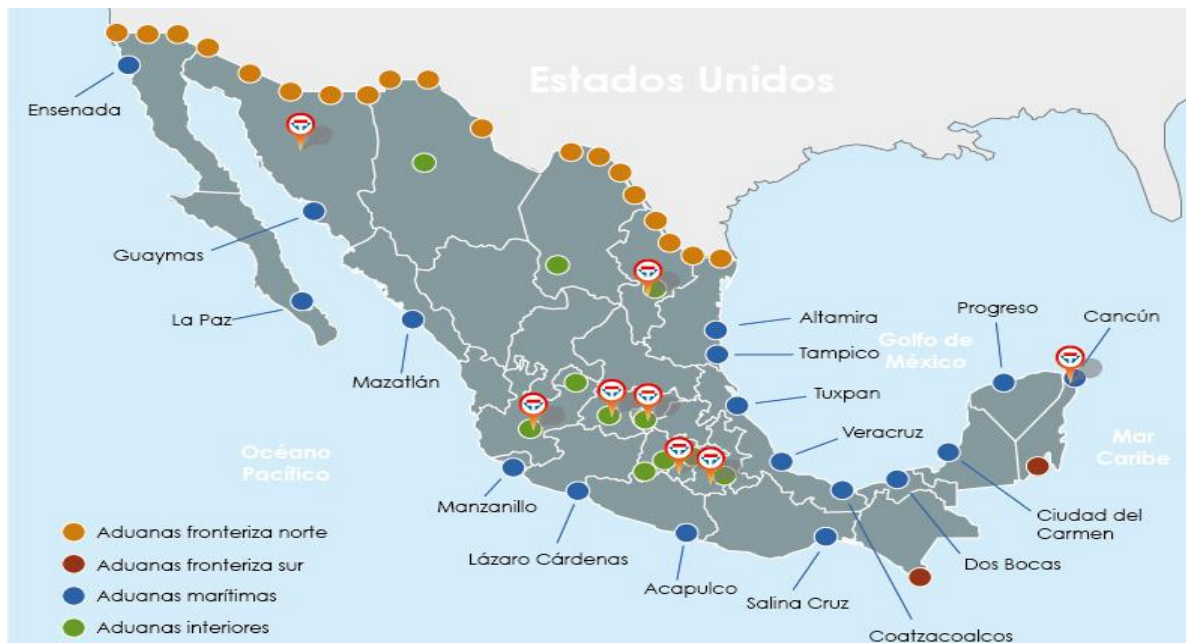 Estados Unidos
Ensenada
Guaymas
La Paz
Mazatlán
Altamira
Golfo de
México
Tampico
Tuxpan
Progreso
Cancún
Veracruz
Mar
Caribe
Océano
Pacífico
Manzanillo
Lázaro Cárdenas
Acapulco
Salina Cruz
Coatzacoalcos
Dos Bocas
Ciudad del
Carmen
Aduanas fronteriza norte
Aduanas fronteriza sur
Aduanas marítimas
Aduanas interiores